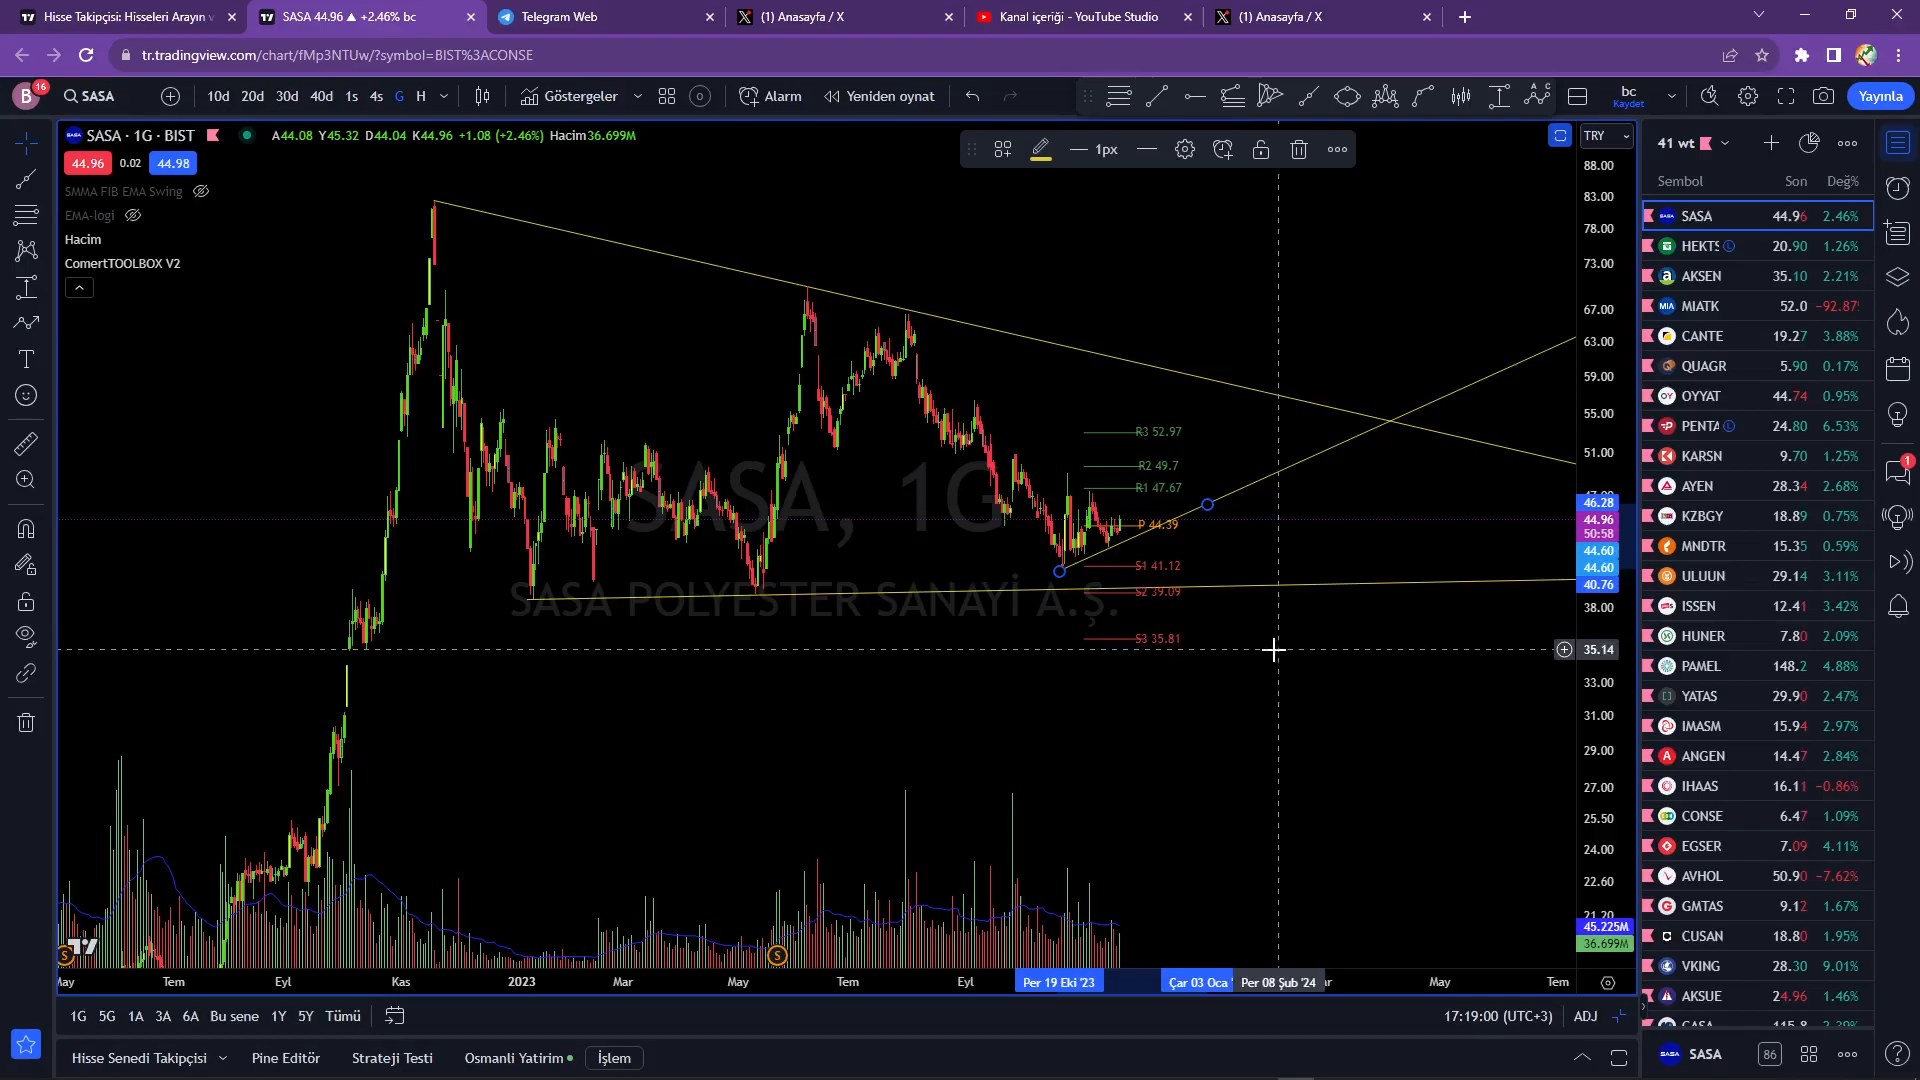 Hisse Takipçisi: Hisseleri Arayın v
SASA 44.96 ▲ +2.46% bc
Telegram Web
(1) Anasayfa / X
Kanal içeriği - YouTube Studio
(1) Anasayfa / X
tr.tradingview.com/chart/fMp3NTUw/?symbol=BIST%3ACONSE
B 16
SASA
10d 20d 30d 40d 1s 4s G H
Göstergeler
Alarm
Yeniden oynat
bc
Kaydet
Yayınla
SASA · 1G · BIST
A44.08 Y45.32 D44.04 K44.96 +1.08 (+2.46%) Hacim36.699M
44.96 0.02 44.98
SMMA FIB EMA Swing
EMA-logi
Hacim
ComertTOOLBOX V2
1px
SASA, 1G
SASA POLYESTER SANAYİ A.Ş.
R3 52.97
R2 49.7
R1 47.67
P 44.39
S1 41.12
S2 39.09
S3 35.81
TRY
88.00
83.00
78.00
73.00
67.00
63.00
59.00
55.00
51.00
46.28
44.96
50:58
44.60
44.60
40.76
38.00
35.14
33.00
31.00
29.00
27.00
25.50
24.00
22.60
21.20
45.225M
36.699M
May Tem Eyl Kas 2023 Mar May Tem Eyl Per 19 Eki '23 Çar 03 Oca ' Per 08 Şub '24 May Tem
41 wt
Sembol Son Değ%
SASA 44.96 2.46%
HEKTS 20.90 1.26%
AKSEN 35.10 2.21%
MIATK 52.0 −92.87
CANTE 19.27 3.88%
QUAGR 5.90 0.17%
OYYAT 44.74 0.95%
PENTA 24.80 6.53%
KARSN 9.70 1.25%
AYEN 28.34 2.68%
KZBGY 18.89 0.75%
MNDTR 15.35 0.59%
ULUUN 29.14 3.11%
ISSEN 12.41 3.42%
HUNER 7.80 2.09%
PAMEL 148.2 4.88%
YATAS 29.90 2.47%
IMASM 15.94 2.97%
ANGEN 14.47 2.84%
IHAAS 16.11 −0.86%
CONSE 6.47 1.09%
EGSER 7.09 4.11%
AVHOL 50.90 −7.62%
GMTAS 9.12 1.67%
CUSAN 18.80 1.95%
VKING 28.30 9.01%
AKSUE 24.96 1.46%
SASA 86
1G 5G 1A 3A 6A Bu sene 1Y 5Y Tümü
17:19:00 (UTC+3) ADJ
Hisse Senedi Takipçisi Pine Editörü Strateji Testi Osmanli Yatirim İşlem